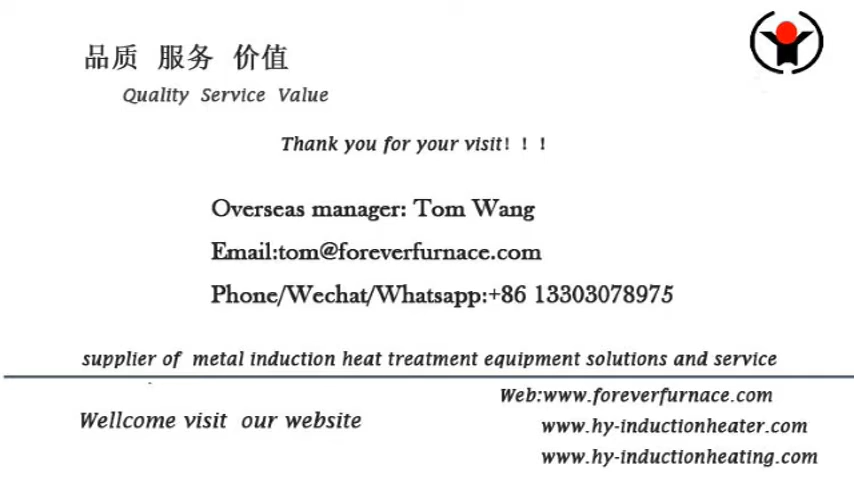 品质 服务 价值
Quality Service Value
Thank you for your visit！！！
Overseas manager: Tom Wang
Email:tom@foreverfurnace.com
Phone/Wechat/Whatsapp:+86 13303078975
supplier of metal induction heat treatment equipment solutions and service
Wellcome visit our website
Web:www.foreverfurnace.com
www.hy-inductionheater.com
www.hy-inductionheating.com